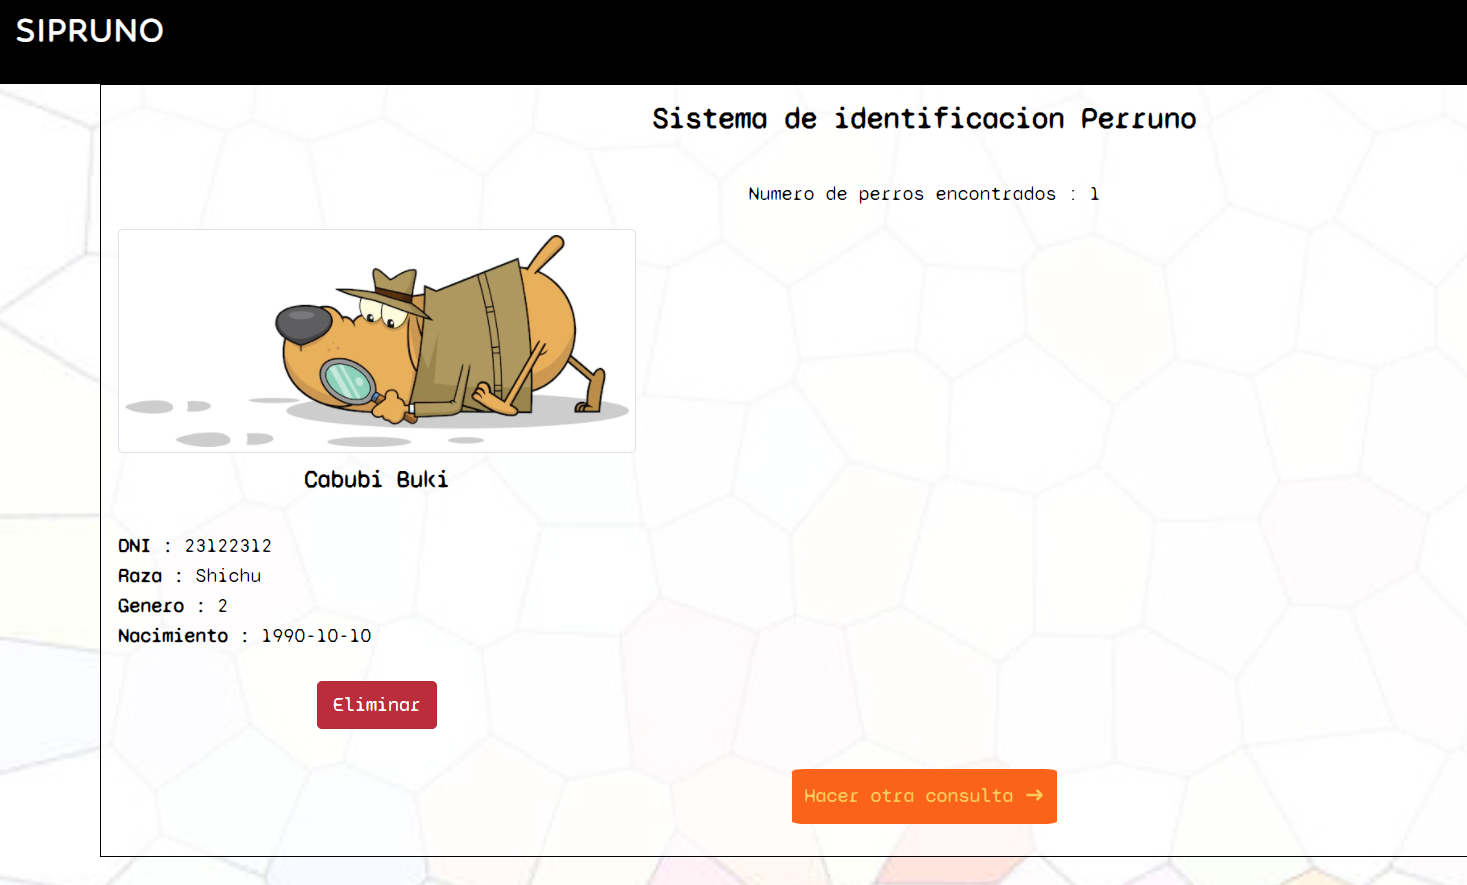 SIPRUNO
Sistema de identificacion Perruno
Numero de perros encontrados : 1
Cabubi Buki
DNI : 23122312
Raza : Shichu
Genero : 2
Nacimiento : 1990-10-10
Eliminar
Hacer otra consulta →